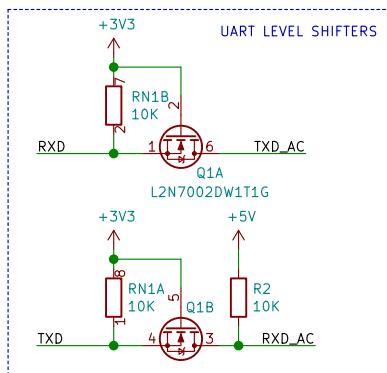 UART LEVEL SHIFTERS
+3V3
7
RN1B
10K
2
2
RXD
1
6
TXD_AC
Q1A
L2N7002DW1T1G
+3V3
+5V
8
RN1A
10K
1
5
Q1B
R2
10K
TXD
4
3
RXD_AC